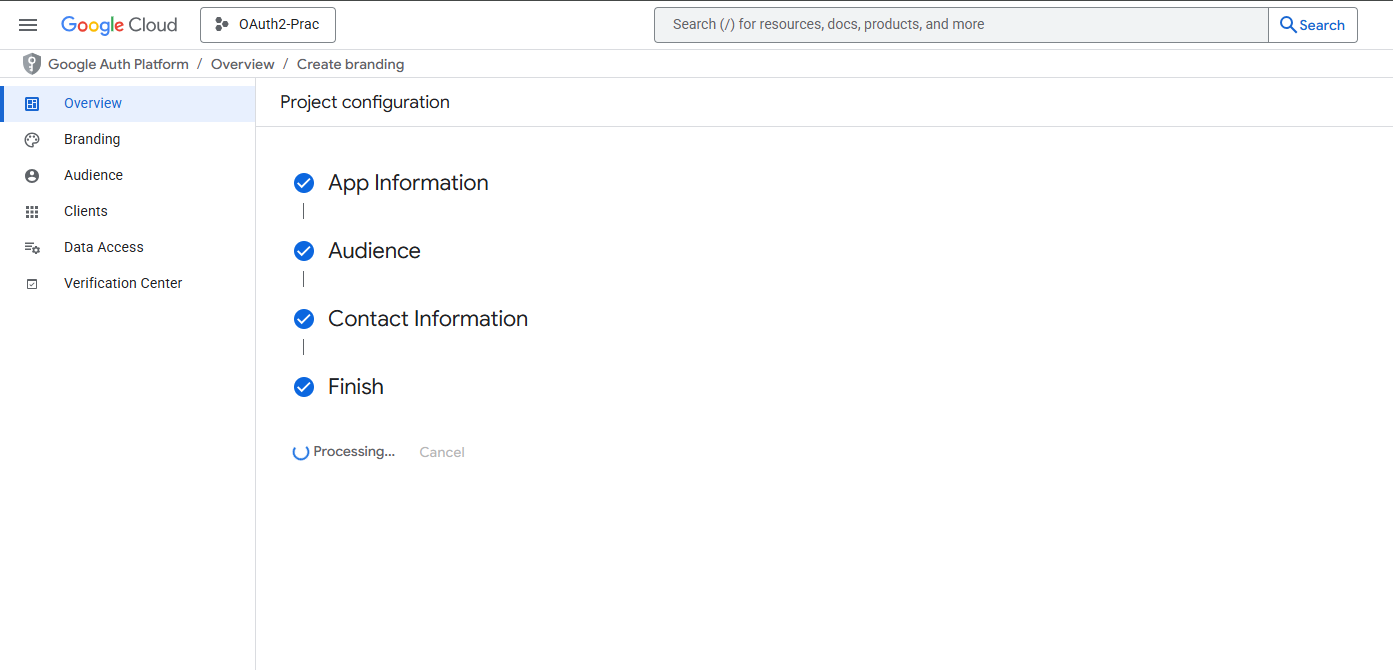 Google Cloud OAuth2-Prac Search (/) for resources, docs, products, and more Search
Google Auth Platform / Overview / Create branding
Overview
Branding
Audience
Clients
Data Access
Verification Center
Project configuration
App Information
Audience
Contact Information
Finish
Processing... Cancel